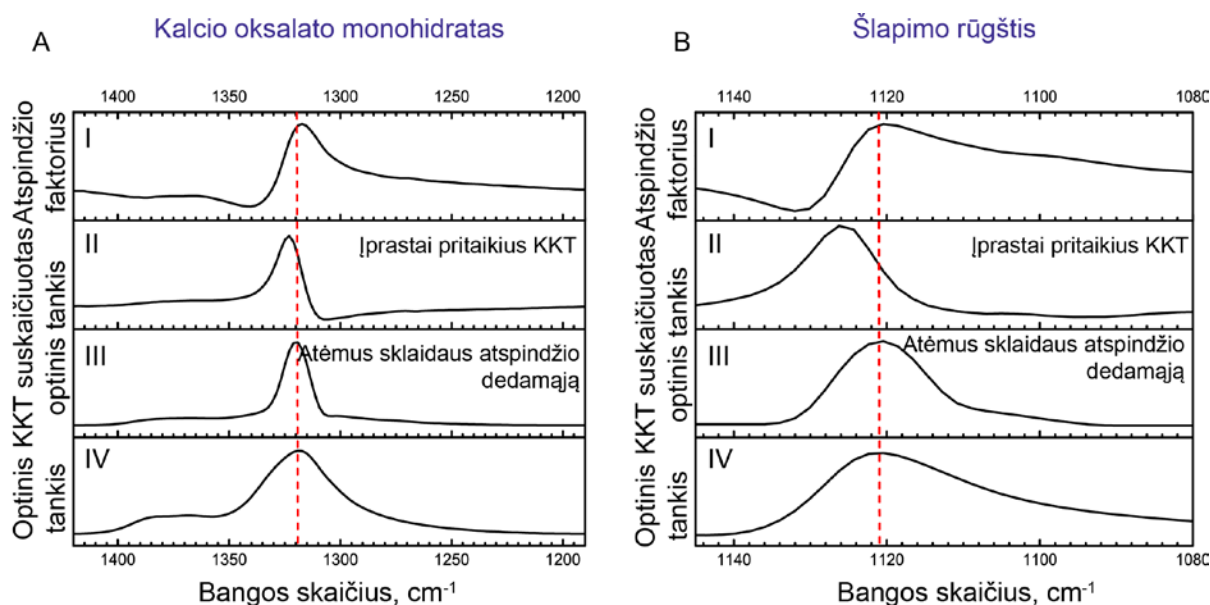 A
Kalcio oksalato monohidratas
1400 1350 1300 1250 1200
Atspindžio
faktorius
KKT suskaičiuotas
optinis tankis
Optinis
tankis
I
II
Įprastai pritaikius KKT
III
Atėmus sklaidaus atspindžio
dedamąją
IV
1400 1350 1300 1250 1200
Bangos skaičius, cm⁻¹
B
Šlapimo rūgštis
1140 1120 1100 1080
Atspindžio
faktorius
KKT suskaičiuotas
optinis tankis
Optinis
tankis
I
II
Įprastai pritaikius KKT
III
Atėmus sklaidaus atspindžio
dedamąją
IV
1140 1120 1100 1080
Bangos skaičius, cm⁻¹